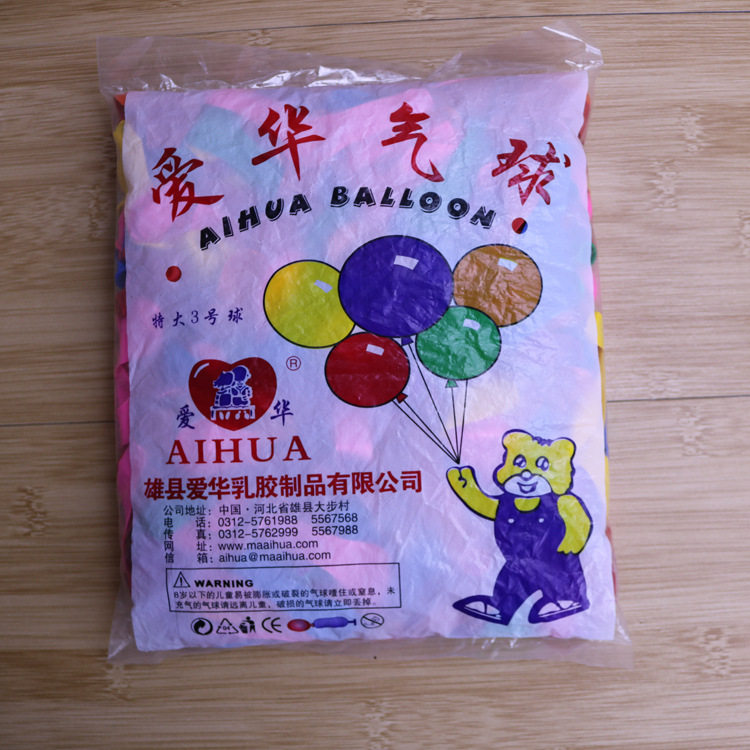 爱华气球
AIHUA BALLOON
特大3号球
®
爱华
AIHUA
雄县爱华乳胶制品有限公司
公司地址：中国·河北省雄县大步村
电话：0312-5761988 5567568
传真：0312-5762999 5567988
网址：www.maaihua.com
信箱：aihua@maaihua.com
WARNING
8岁以下的儿童易被膨胀或破裂的气球噎住或窒息，未
充气的气球请远离儿童，破损的气球请立即丢掉。
04 CE